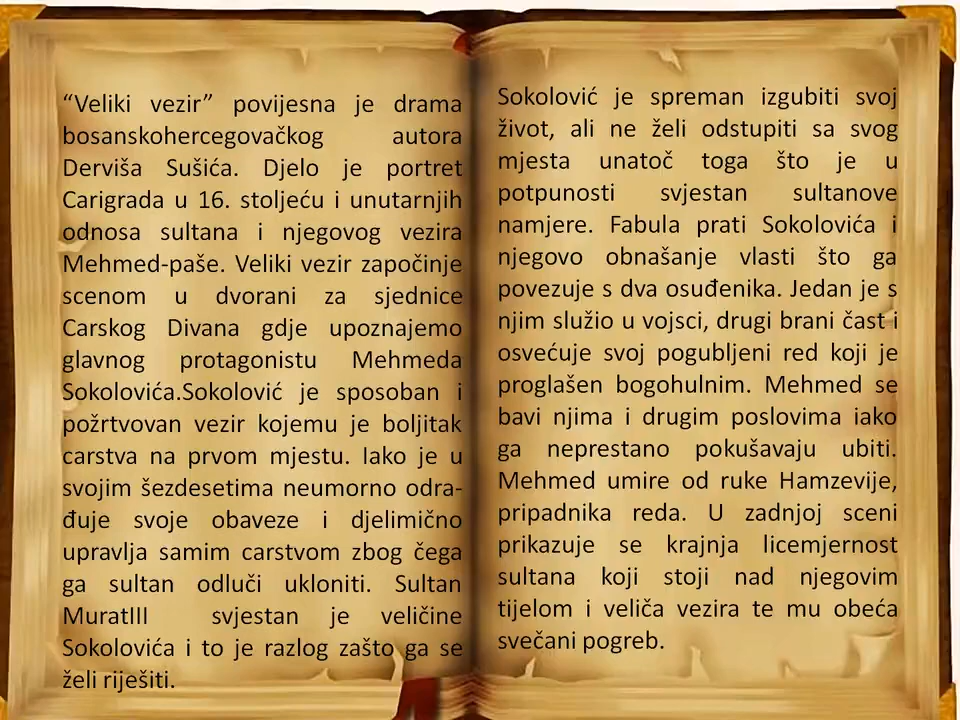 “Veliki vezir” povijesna je drama
bosanskohercegovačkog autora
Derviša Sušića. Djelo je portret
Carigrada u 16. stoljeću i unutarnjih
odnosa sultana i njegovog vezira
Mehmed-paše. Veliki vezir započinje
scenom u dvorani za sjednice
Carskog Divana gdje upoznajemo
glavnog protagonistu Mehmeda
Sokolovića.Sokolović je sposoban i
požrtvovan vezir kojemu je boljitak
carstva na prvom mjestu. Iako je u
svojim šezdesetima neumorno odra-
đuje svoje obaveze i djelimično
upravlja samim carstvom zbog čega
ga sultan odluči ukloniti. Sultan
MuratIII svjestan je veličine
Sokolovića i to je razlog zašto ga se
želi riješiti.
Sokolović je spreman izgubiti svoj
život, ali ne želi odstupiti sa svog
mjesta unatoč toga što je u
potpunosti svjestan sultanove
namjere. Fabula prati Sokolovića i
njegovo obnašanje vlasti što ga
povezuje s dva osuđenika. Jedan je s
njim služio u vojsci, drugi brani čast i
osvećuje svoj pogubljeni red koji je
proglašen bogohulnim. Mehmed se
bavi njima i drugim poslovima iako
ga neprestano pokušavaju ubiti.
Mehmed umire od ruke Hamzevije,
pripadnika reda. U zadnjoj sceni
prikazuje se krajnja licemjernost
sultana koji stoji nad njegovim
tijelom i veliča vezira te mu obeća
svečani pogreb.